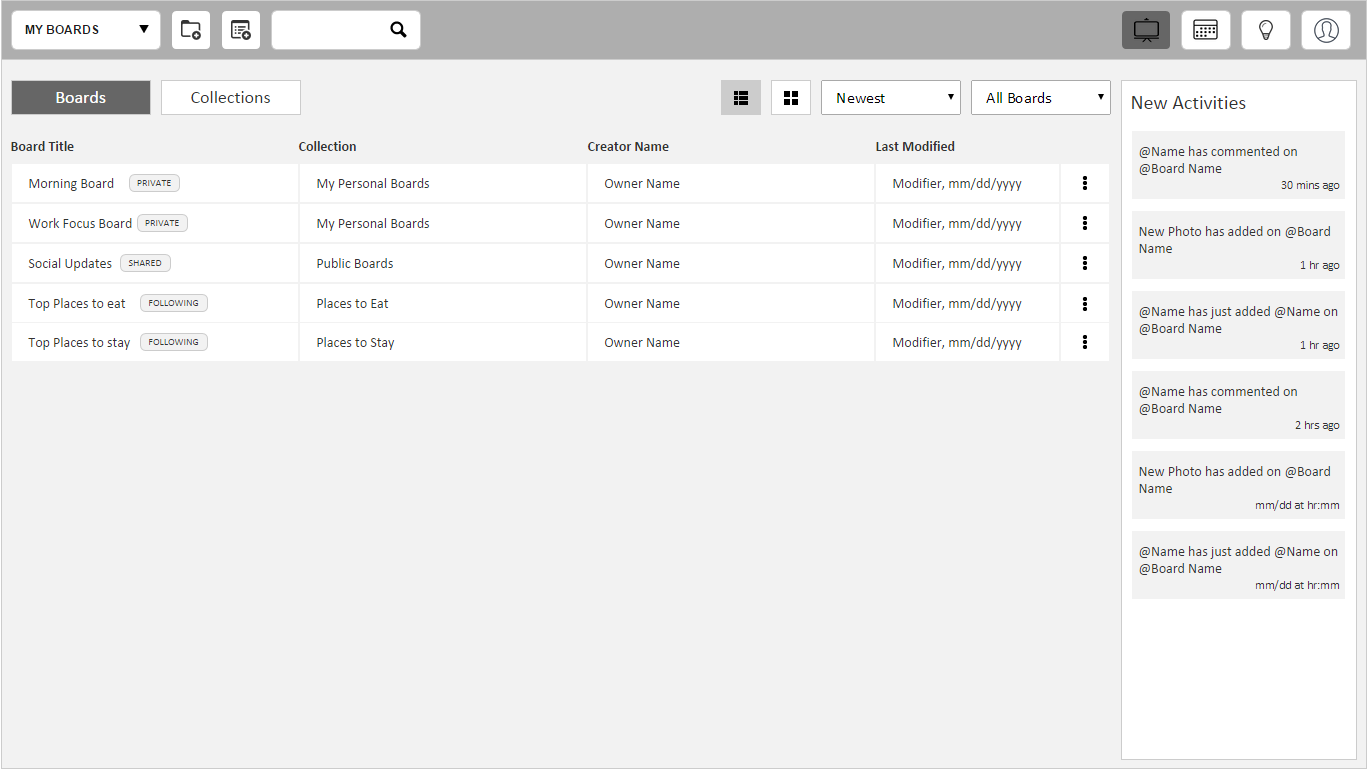 MY BOARDS
Boards
Collections
Newest
All Boards
Board Title
Collection
Creator Name
Last Modified
Morning Board PRIVATE My Personal Boards Owner Name Modifier, mm/dd/yyyy
Work Focus Board PRIVATE My Personal Boards Owner Name Modifier, mm/dd/yyyy
Social Updates SHARED Public Boards Owner Name Modifier, mm/dd/yyyy
Top Places to eat FOLLOWING Places to Eat Owner Name Modifier, mm/dd/yyyy
Top Places to stay FOLLOWING Places to Stay Owner Name Modifier, mm/dd/yyyy
New Activities
@Name has commented on
@Board Name
30 mins ago
New Photo has added on @Board
Name
1 hr ago
@Name has just added @Name on
@Board Name
1 hr ago
@Name has commented on
@Board Name
2 hrs ago
New Photo has added on @Board
Name
mm/dd at hr:mm
@Name has just added @Name on
@Board Name
mm/dd at hr:mm